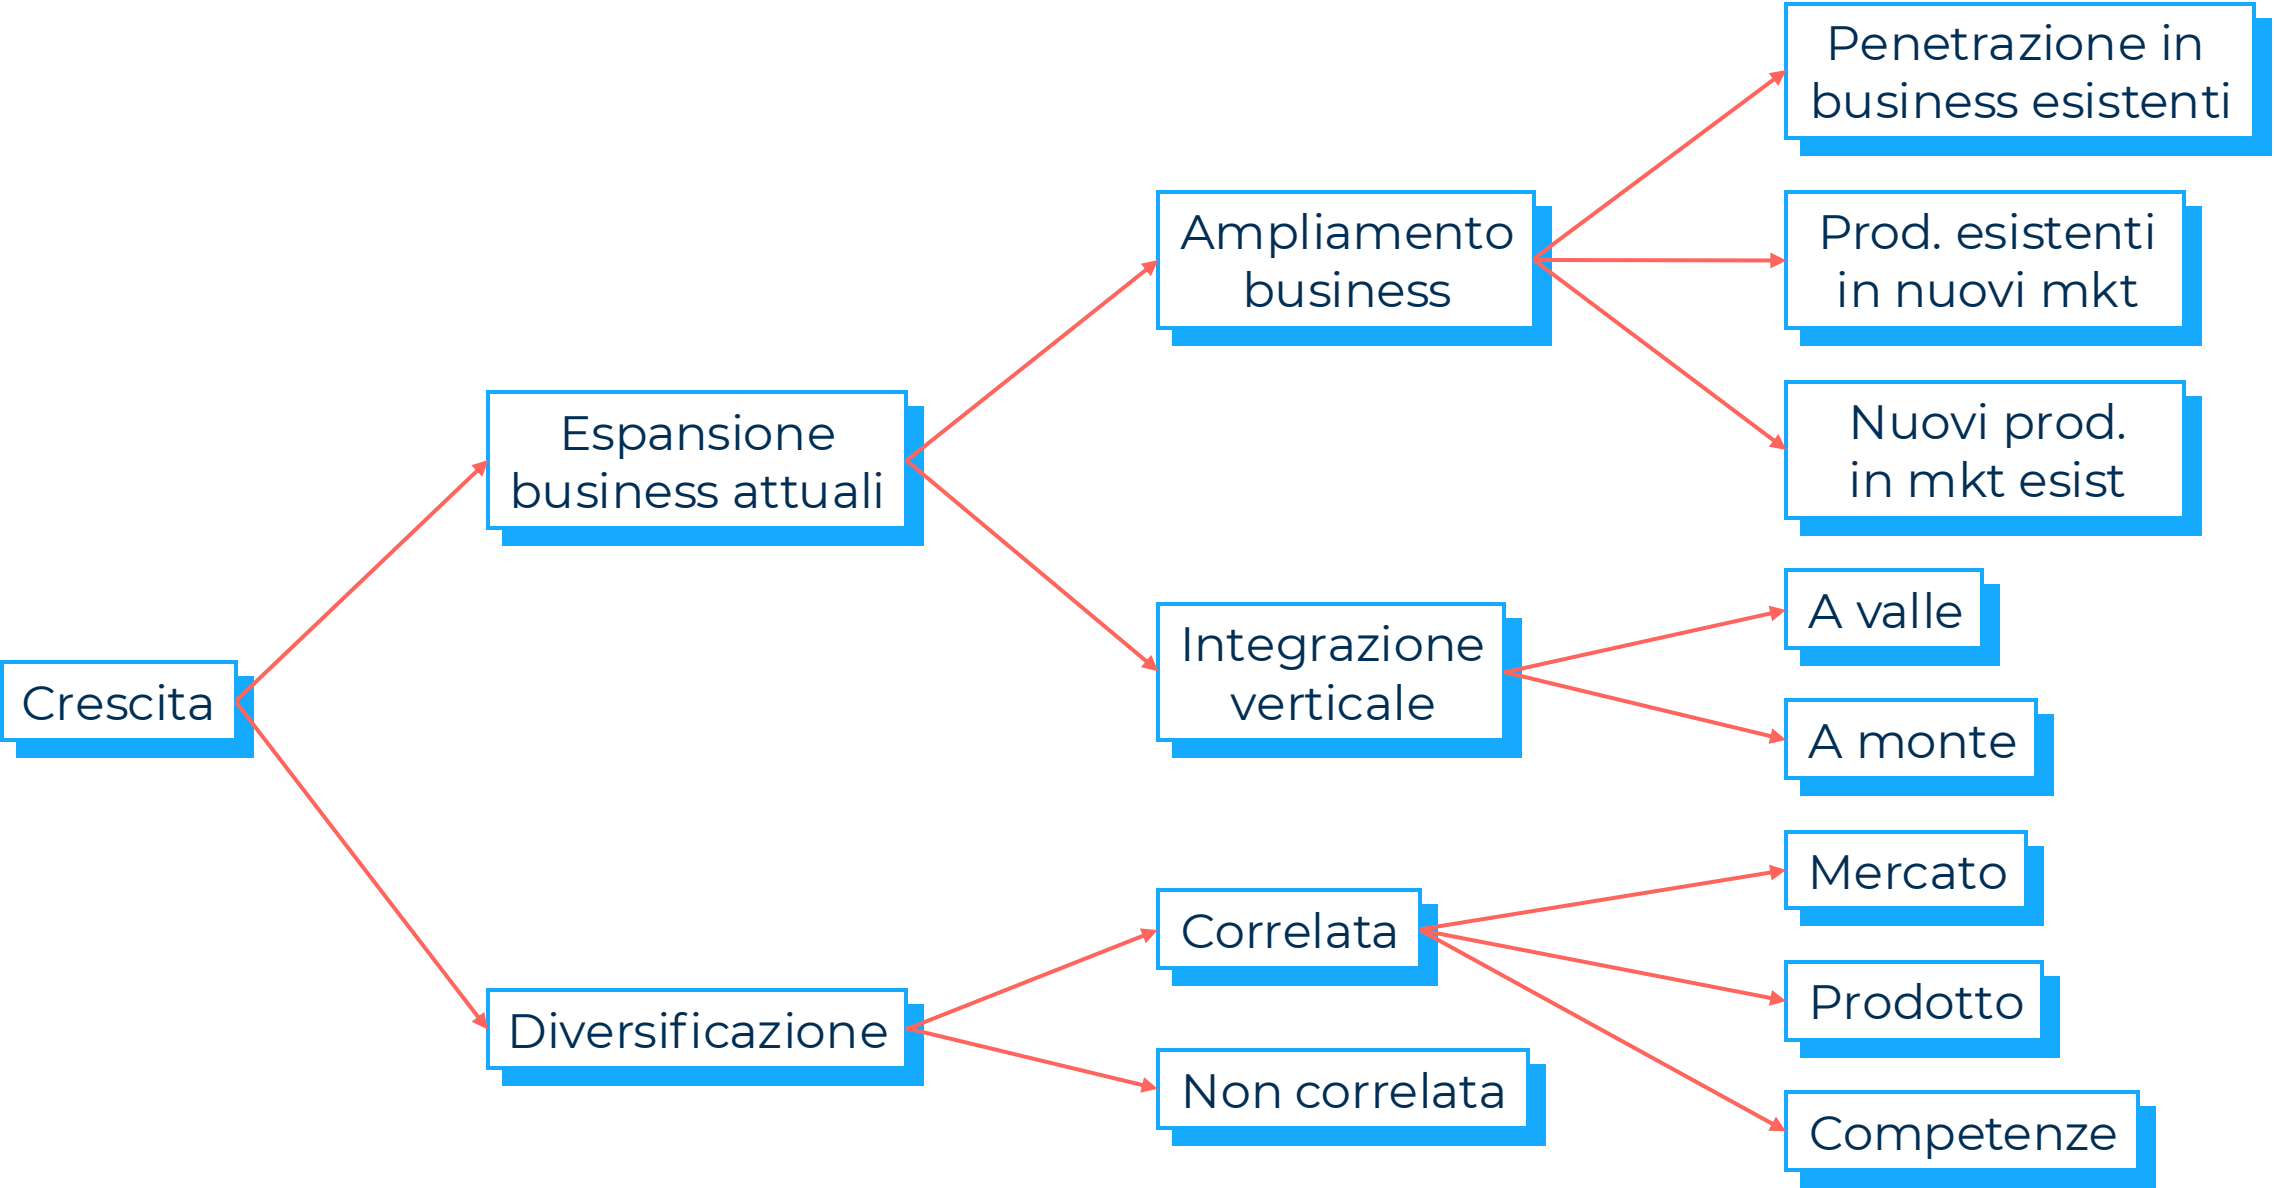 Crescita
Espansione
business attuali
Diversificazione
Ampliamento
business
Integrazione
verticale
Correlata
Non correlata
Penetrazione in
business esistenti
Prod. esistenti
in nuovi mkt
Nuovi prod.
in mkt esist
A valle
A monte
Mercato
Prodotto
Competenze